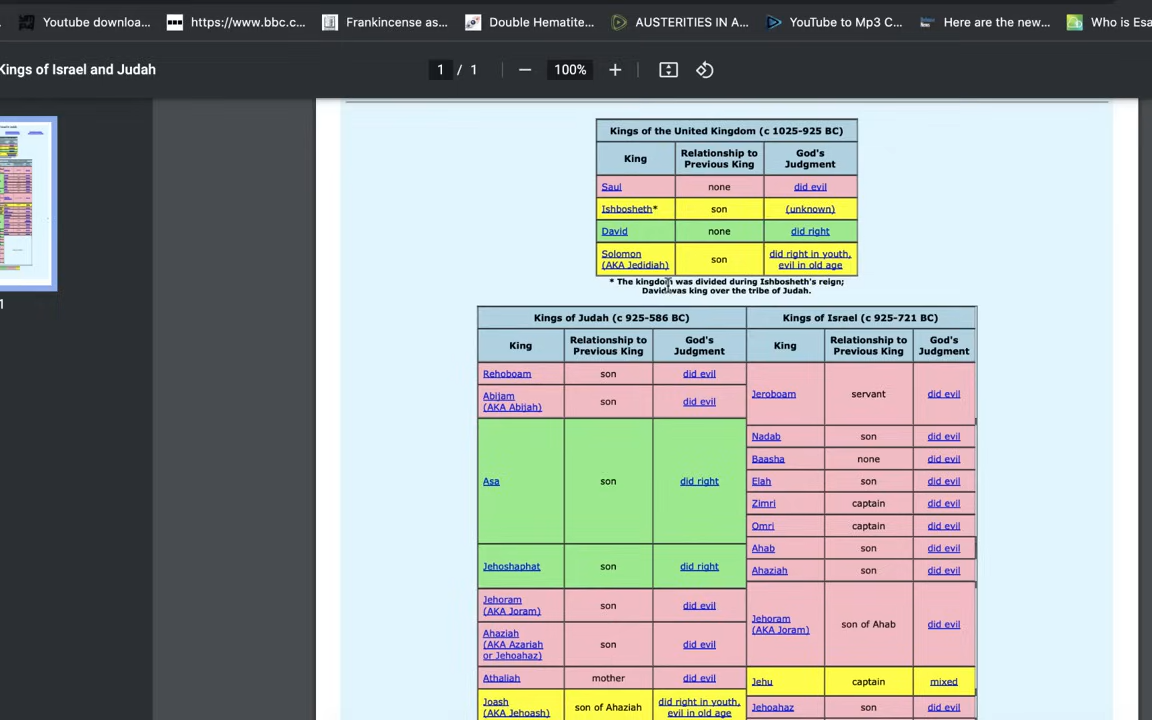 Youtube downloa...
https://www.bbc.c...
Frankincense as...
Double Hematite...
AUSTERITIES IN A...
YouTube to Mp3 C...
Here are the new...
Who is Esa
Kings of Israel and Judah
1 / 1
100%
Kings of the United Kingdom (c 1025-925 BC)
King
Relationship to
Previous King
God's
Judgment
Saul
none
did evil
Ishbosheth*
son
(unknown)
David
none
did right
Solomon
(AKA Jedidiah)
son
did right in youth,
evil in old age
* The kingdom was divided during Ishbosheth's reign;
David was king over the tribe of Judah.
1
Kings of Judah (c 925-586 BC)
King
Relationship to
Previous King
God's
Judgment
Rehoboam
son
did evil
Abijam
(AKA Abijah)
son
did evil
Asa
son
did right
Jehoshaphat
son
did right
Jehoram
(AKA Joram)
son
did evil
Ahaziah
(AKA Azariah
or Jehoahaz)
son
did evil
Athaliah
mother
did evil
Joash
(AKA Jehoash)
son of Ahaziah
did right in youth,
evil in old age
Kings of Israel (c 925-721 BC)
King
Relationship to
Previous King
God's
Judgment
Jeroboam
servant
did evil
Nadab
son
did evil
Baasha
none
did evil
Elah
son
did evil
Zimri
captain
did evil
Omri
captain
did evil
Ahab
son
did evil
Ahaziah
son
did evil
Jehoram
(AKA Joram)
son of Ahab
did evil
Jehu
captain
mixed
Jehoahaz
son
did evil